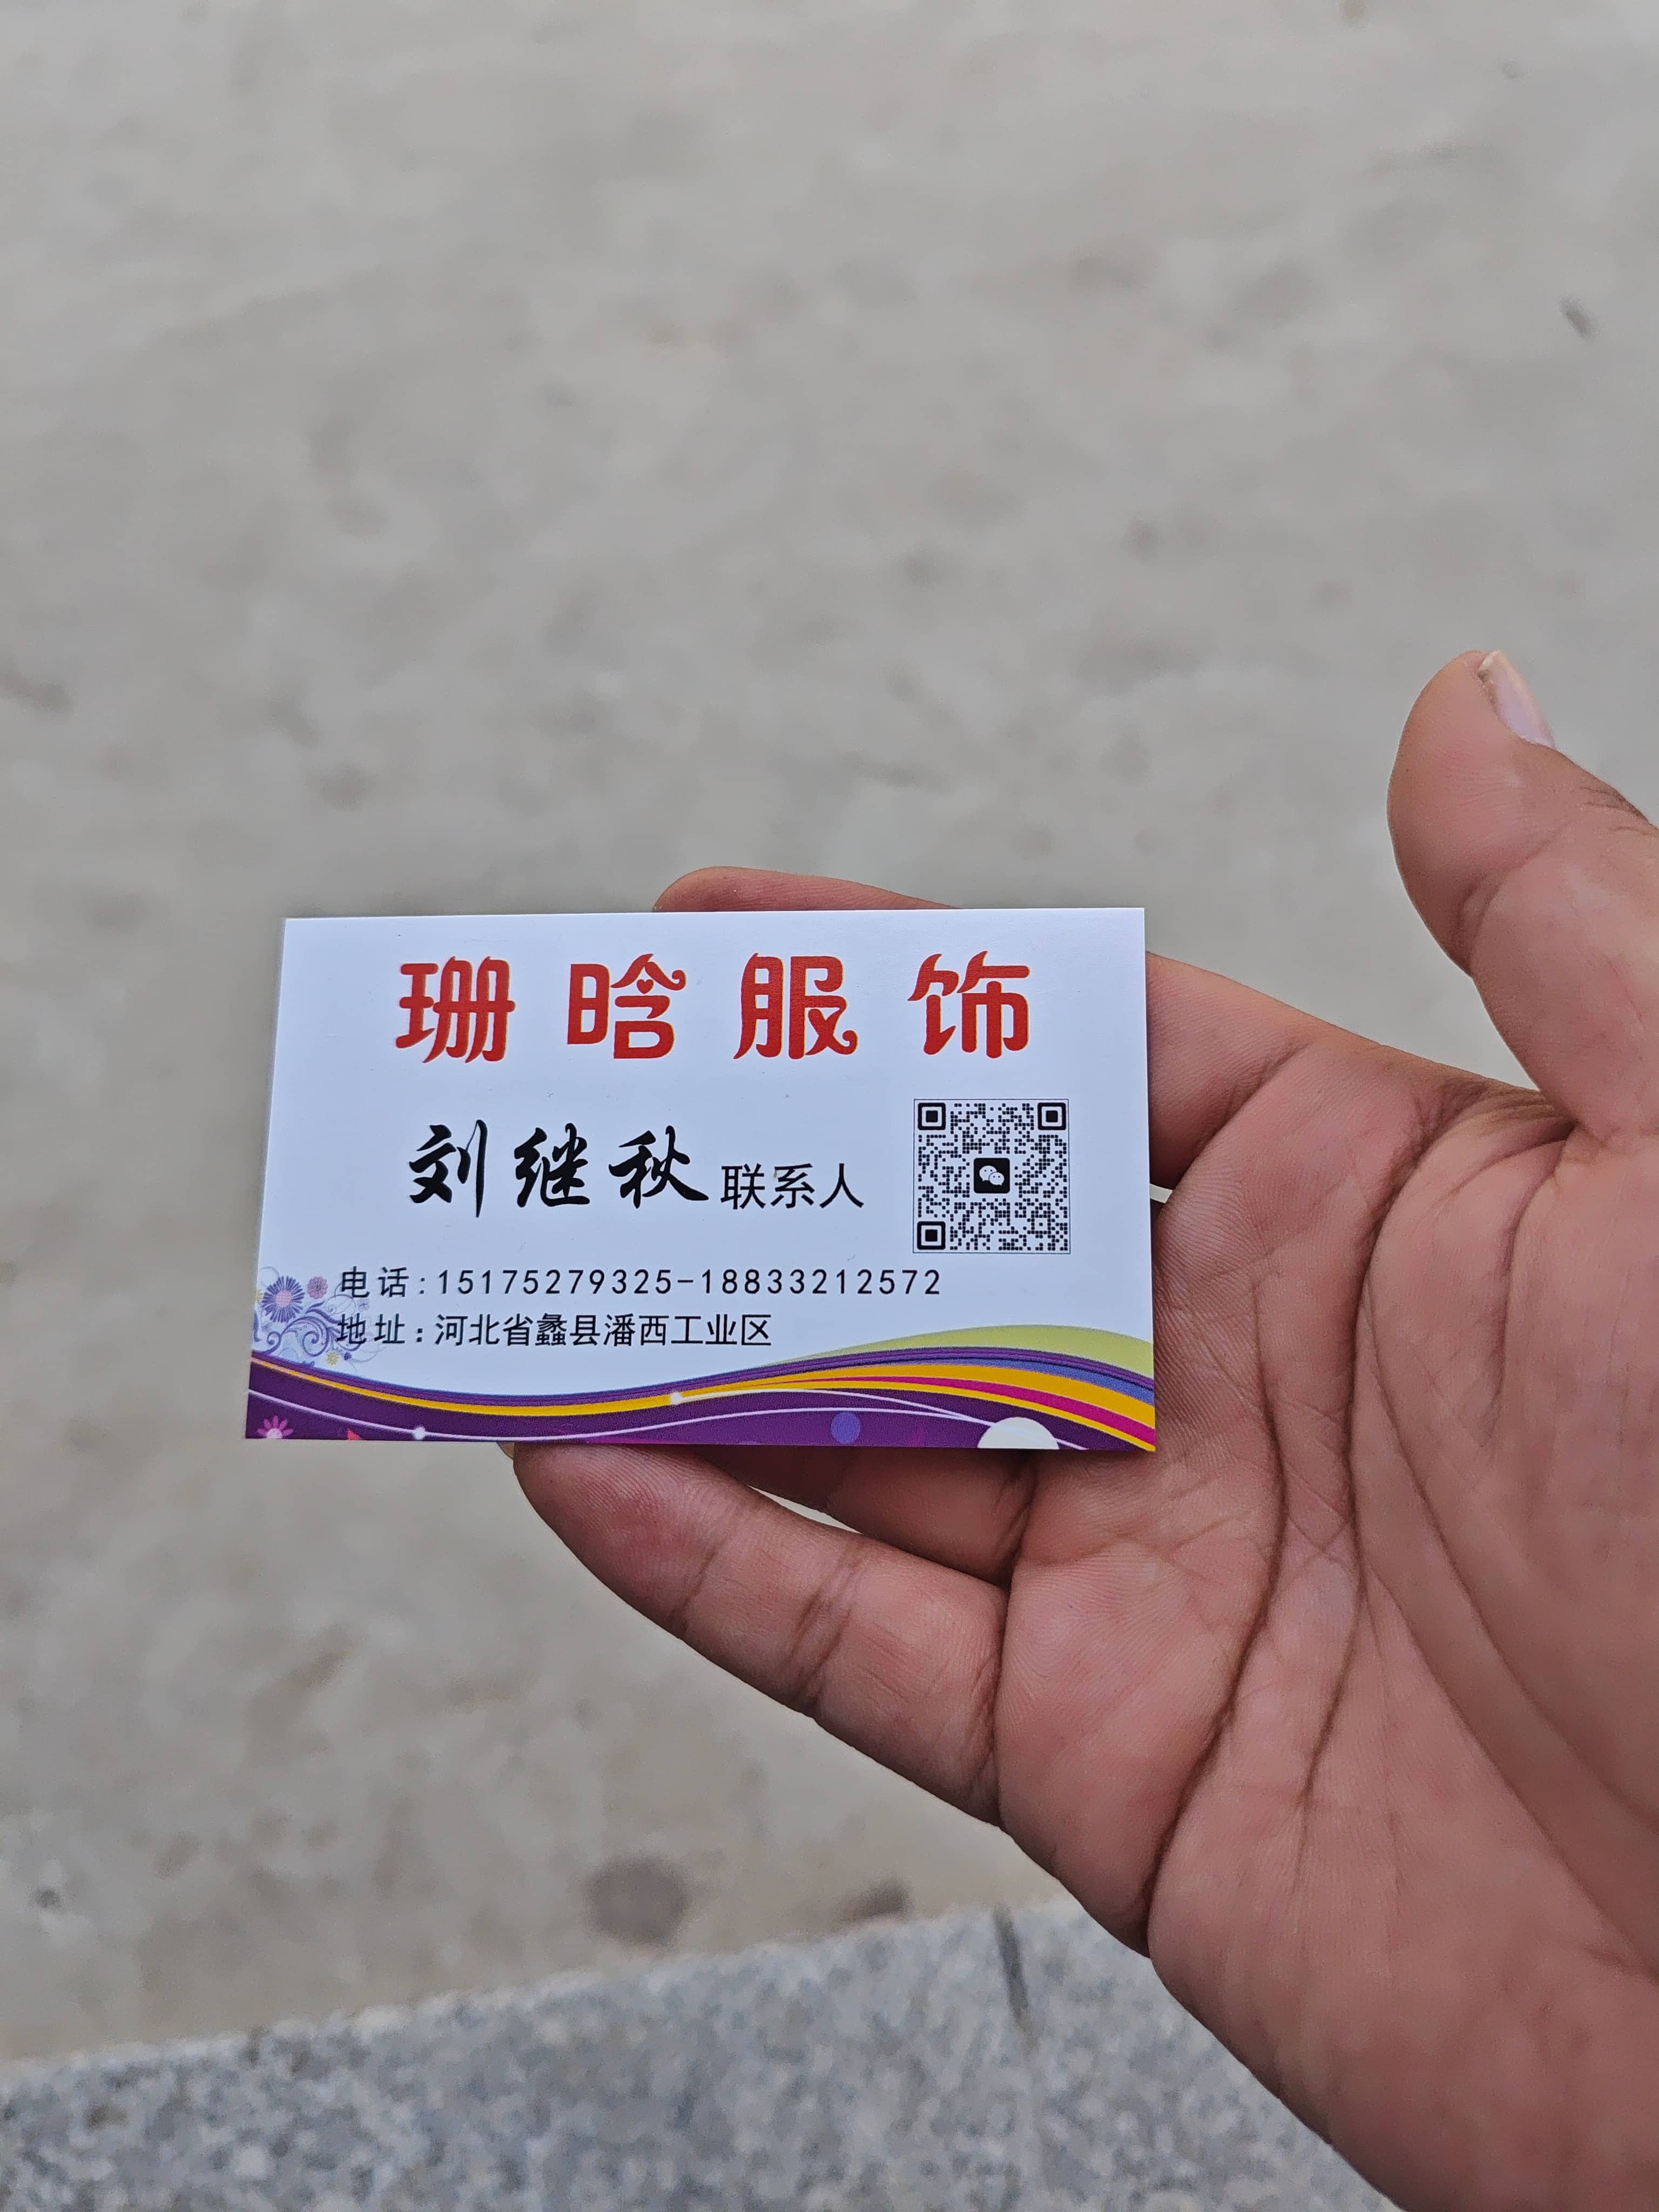 珊晗服饰
刘继秋 联系人
电话:15175279325-18833212572
地址:河北省蠡县潘西工业区